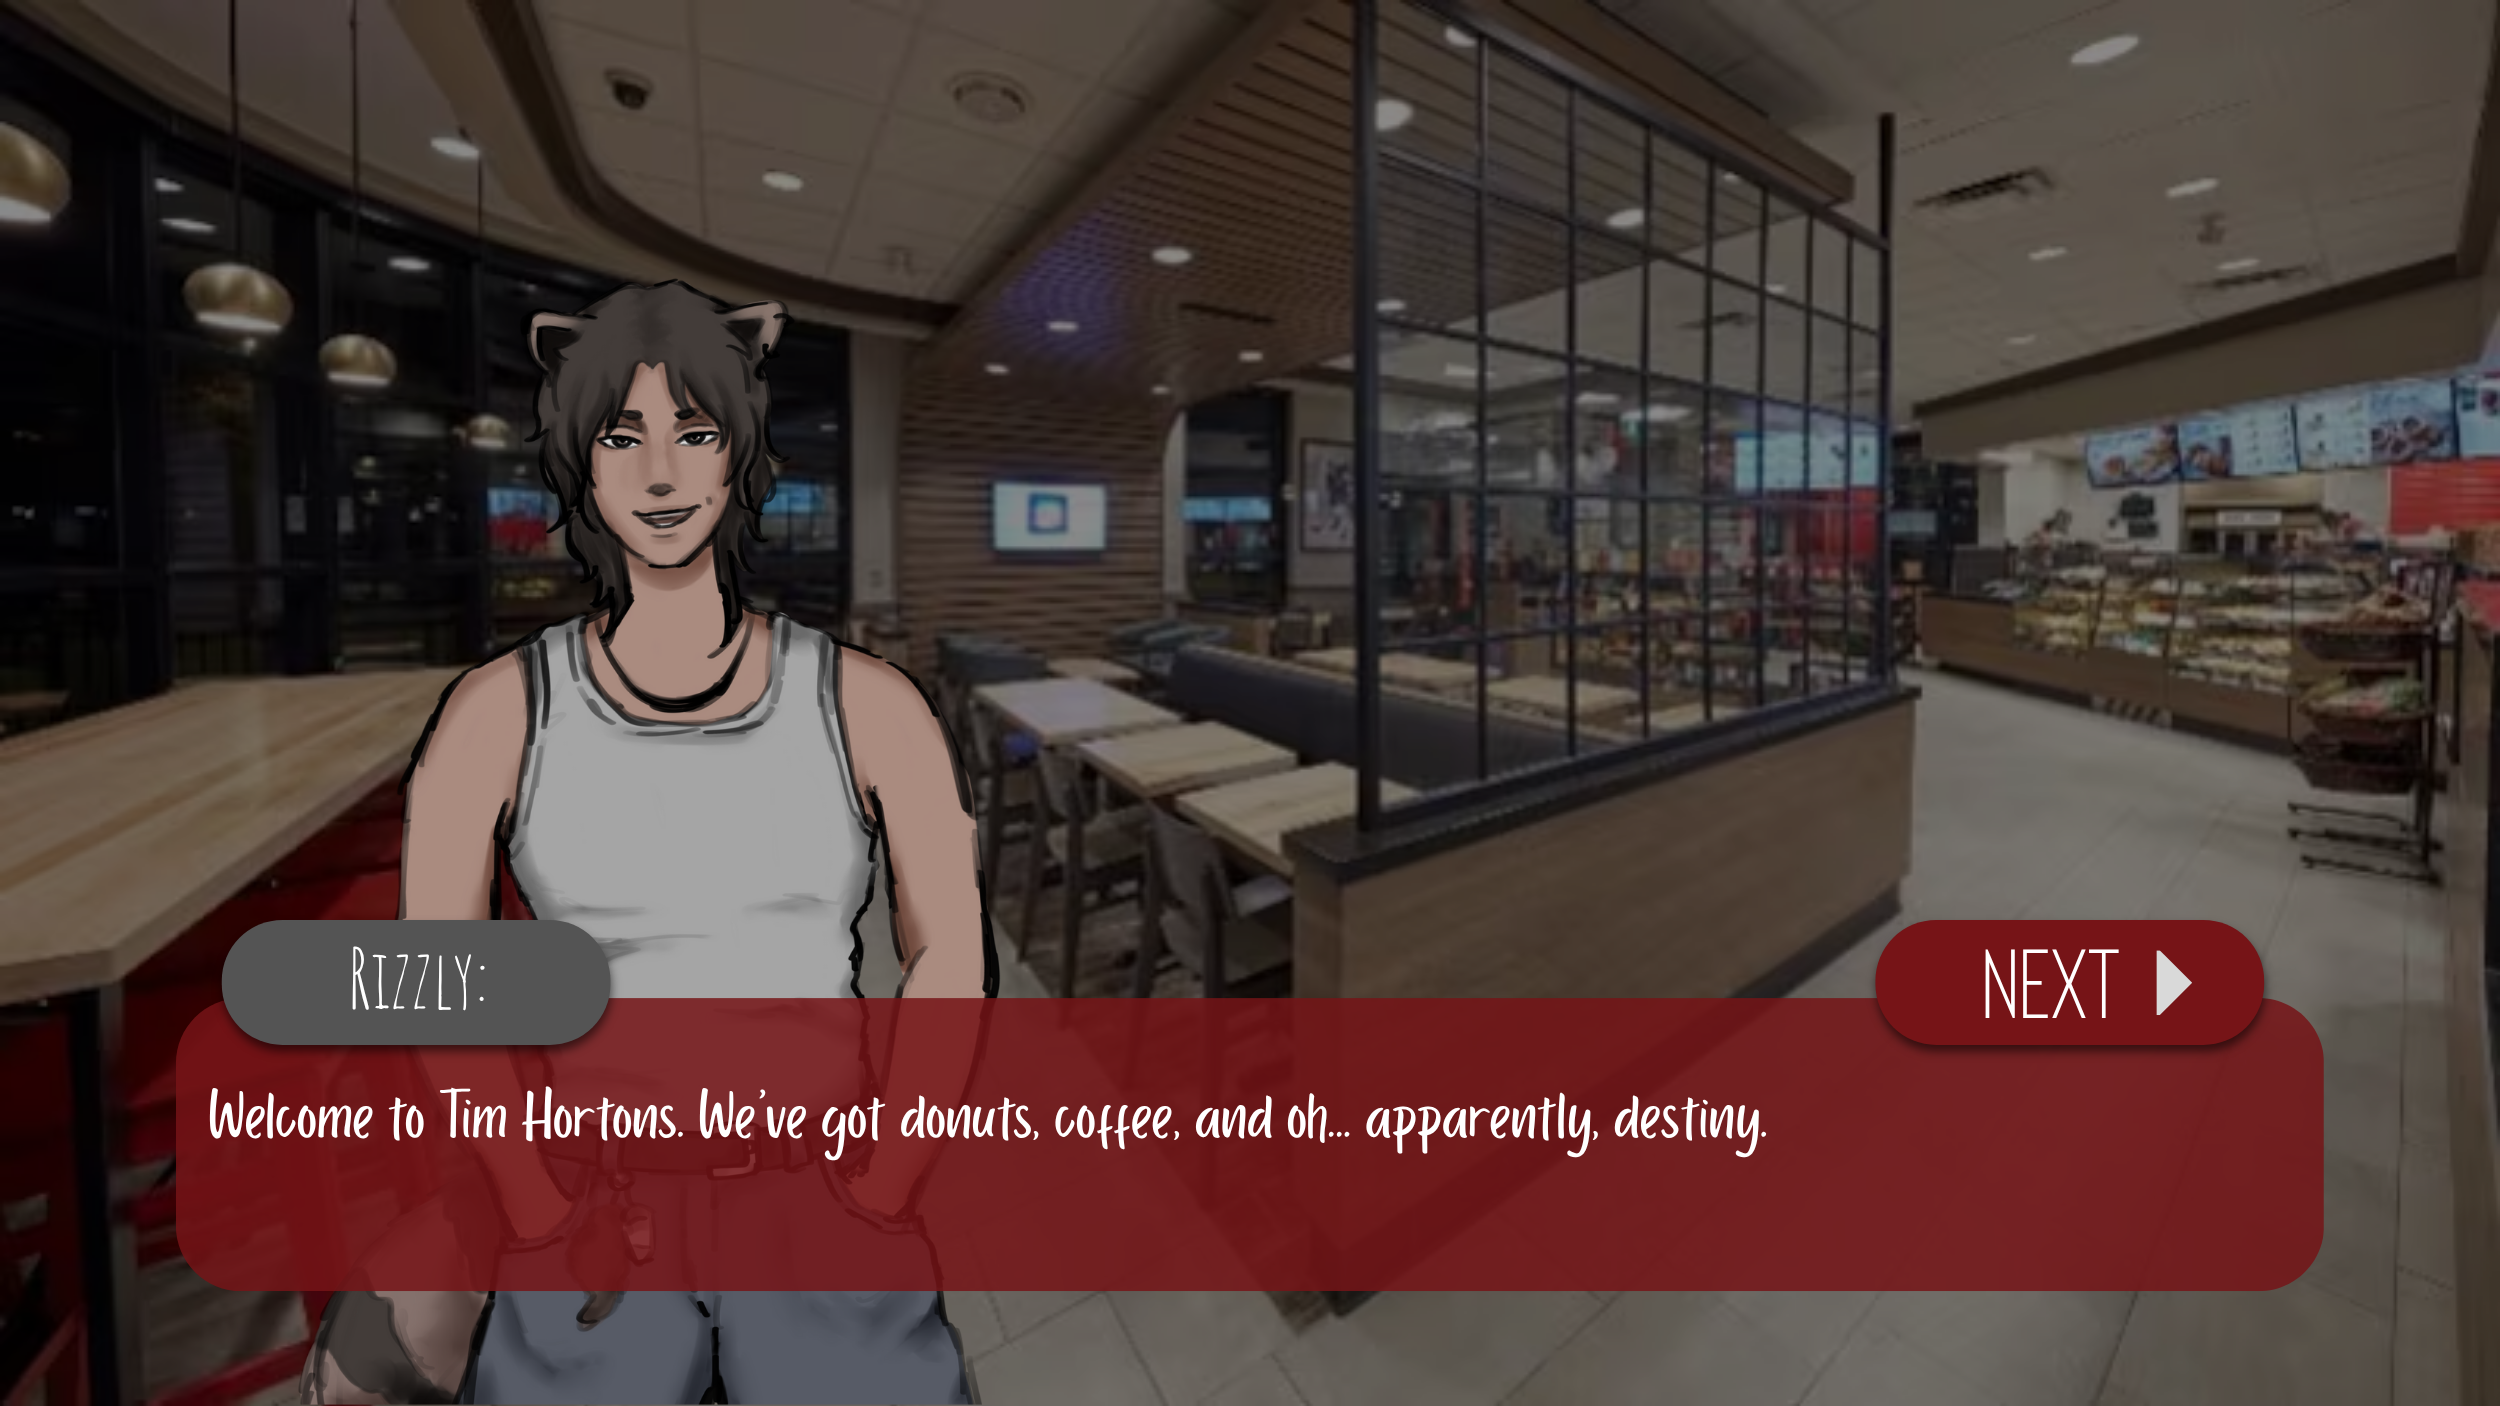 Rizzly:
NEXT
Welcome to Tim Hortons. We've got donuts, coffee, and oh... apparently, destiny.